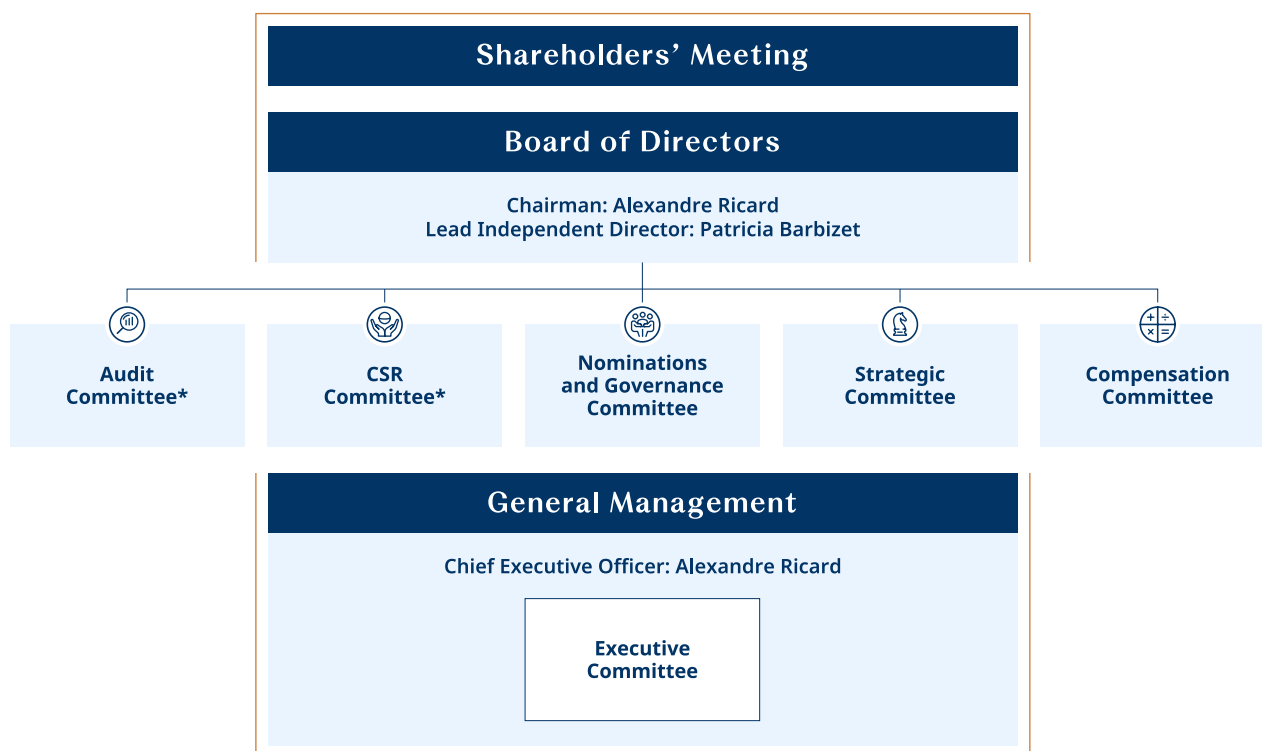 Shareholders’ Meeting
Board of Directors
Chairman: Alexandre Ricard
Lead Independent Director: Patricia Barbizet
Audit
Committee*
CSR
Committee*
Nominations
and Governance
Committee
Strategic
Committee
Compensation
Committee
General Management
Chief Executive Officer: Alexandre Ricard
Executive
Committee